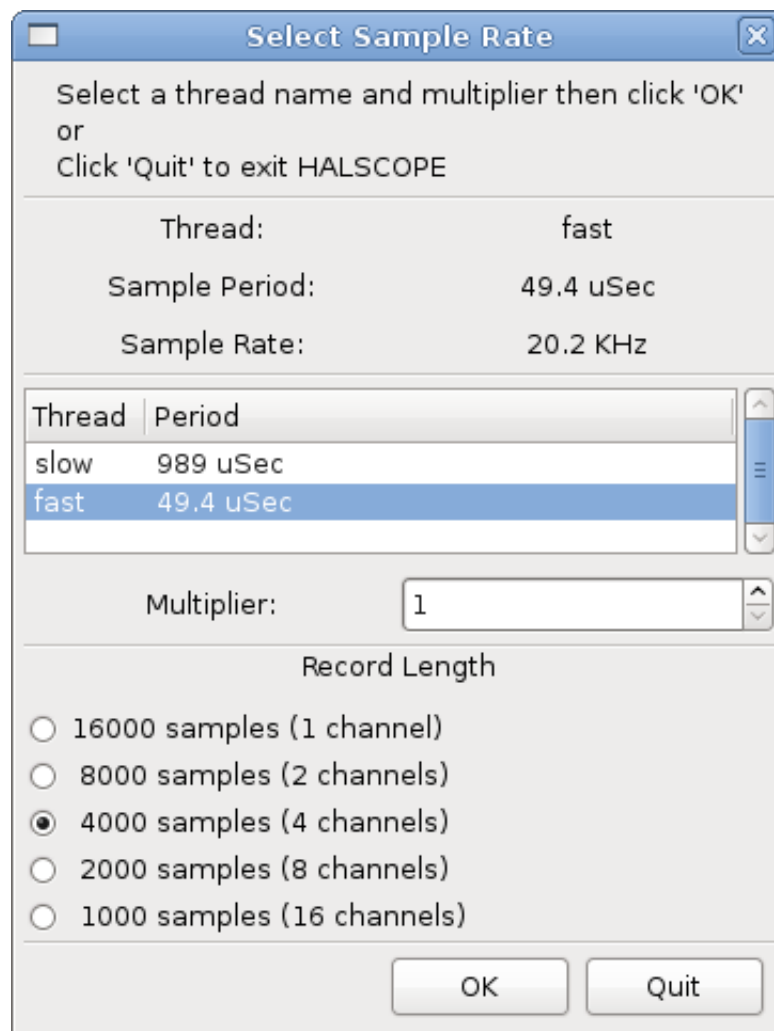 Select Sample Rate
Select a thread name and multiplier then click 'OK'
or
Click 'Quit' to exit HALSCOPE
Thread: fast
Sample Period: 49.4 uSec
Sample Rate: 20.2 KHz
Thread Period
slow 989 uSec
fast 49.4 uSec
Multiplier: 1
Record Length
16000 samples (1 channel)
8000 samples (2 channels)
4000 samples (4 channels)
2000 samples (8 channels)
1000 samples (16 channels)
OK Quit